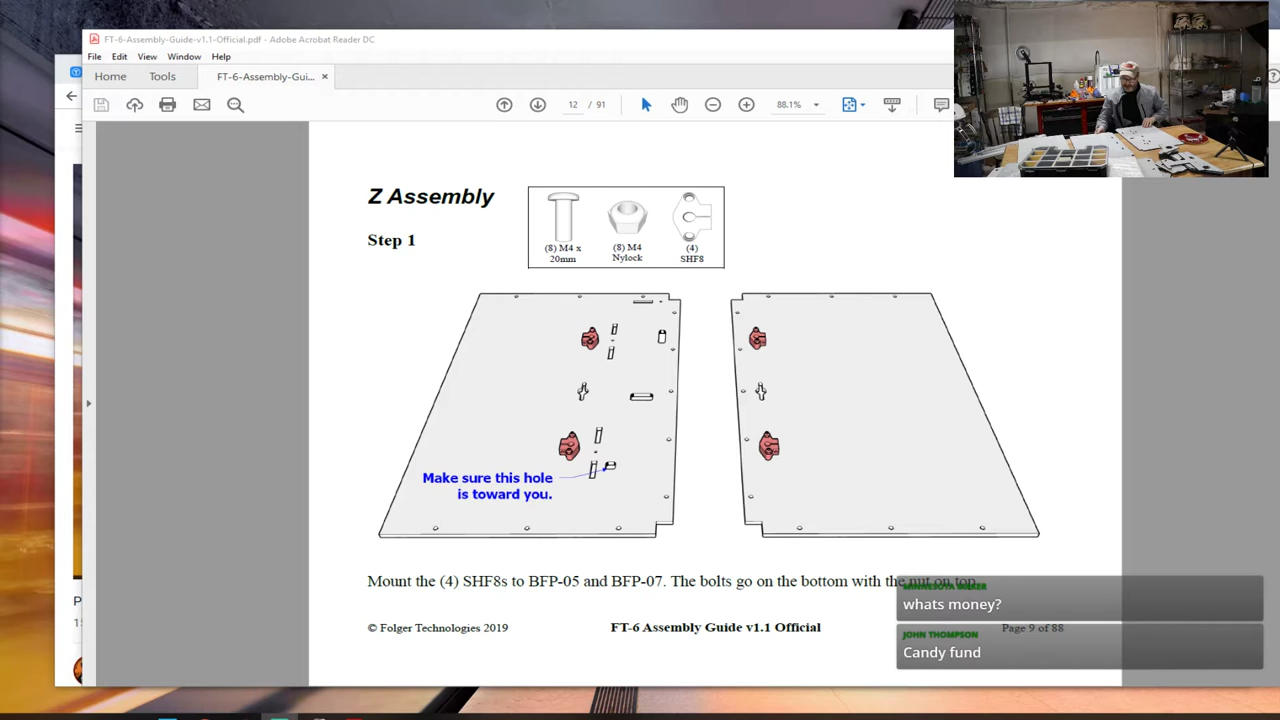 FT-6-Assembly-Guide-v1.1-Official.pdf - Adobe Acrobat Reader DC
File Edit View Window Help
Home Tools FT-6-Assembly-Gui... ×
12 / 91 88.1%
Z Assembly
Step 1
(8) M4 x
20mm
(8) M4
Nylock
(4)
SHF8
Make sure this hole
is toward you.
Mount the (4) SHF8s to BFP-05 and BFP-07. The bolts go on the bottom with the nut on top.
© Folger Technologies 2019 FT-6 Assembly Guide v1.1 Official Page 9 of 88
whats money?
JOHN THOMPSON
Candy fund